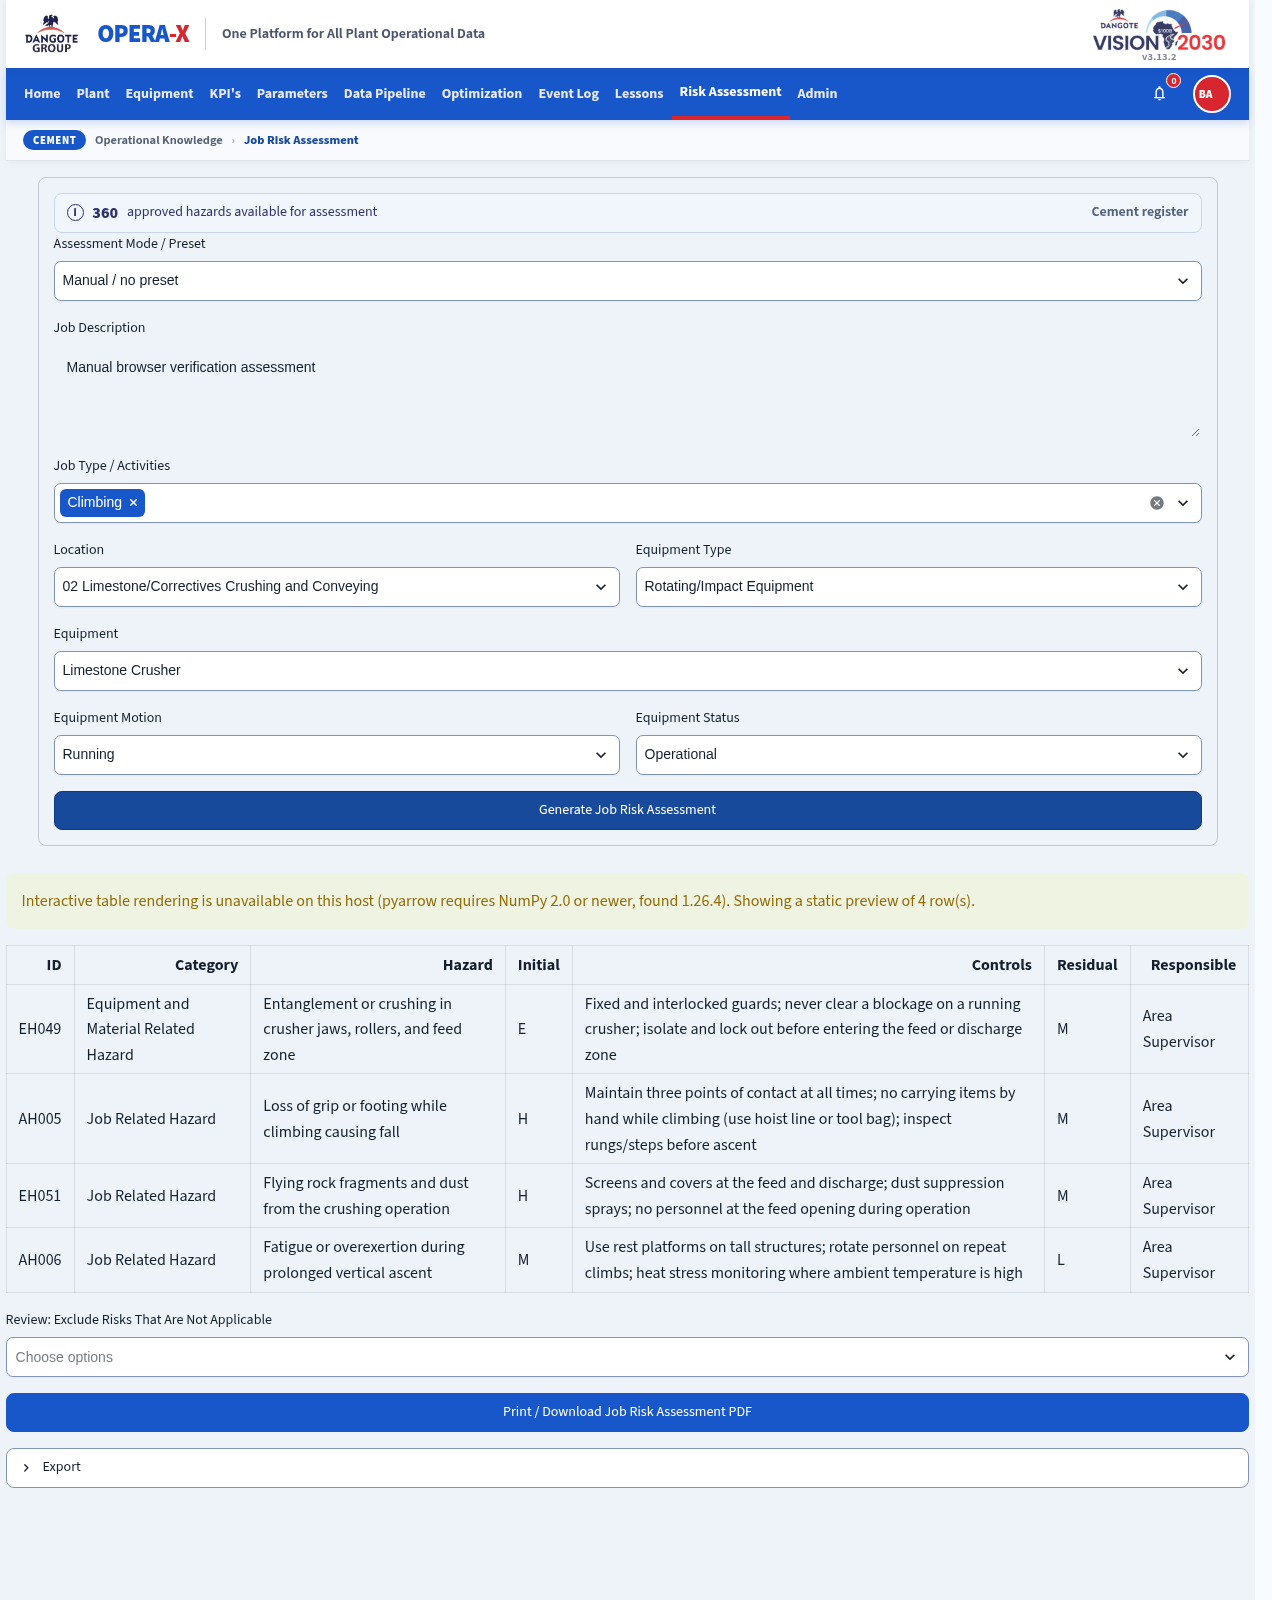 DANGOTE
GROUP
OPERA-X
One Platform for All Plant Operational Data
DANGOTE
VISION 2030
v3.13.2
Home Plant Equipment KPI's Parameters Data Pipeline Optimization Event Log Lessons Risk Assessment Admin
0
BA
CEMENT Operational Knowledge › Job Risk Assessment
360 approved hazards available for assessment Cement register
Assessment Mode / Preset
Manual / no preset
Job Description
Manual browser verification assessment
Job Type / Activities
Climbing
Location Equipment Type
02 Limestone/Correctives Crushing and Conveying Rotating/Impact Equipment
Equipment
Limestone Crusher
Equipment Motion Equipment Status
Running Operational
Generate Job Risk Assessment
Interactive table rendering is unavailable on this host (pyarrow requires NumPy 2.0 or newer, found 1.26.4). Showing a static preview of 4 row(s).
ID Category Hazard Initial Controls Residual Responsible
EH049
Equipment and
Material Related
Hazard
Entanglement or crushing in
crusher jaws, rollers, and feed
zone
E
Fixed and interlocked guards; never clear a blockage on a running
crusher; isolate and lock out before entering the feed or discharge
zone
M
Area
Supervisor
AH005
Job Related Hazard
Loss of grip or footing while
climbing causing fall
H
Maintain three points of contact at all times; no carrying items by
hand while climbing (use hoist line or tool bag); inspect
rungs/steps before ascent
M
Area
Supervisor
EH051
Job Related Hazard
Flying rock fragments and dust
from the crushing operation
H
Screens and covers at the feed and discharge; dust suppression
sprays; no personnel at the feed opening during operation
M
Area
Supervisor
AH006
Job Related Hazard
Fatigue or overexertion during
prolonged vertical ascent
M
Use rest platforms on tall structures; rotate personnel on repeat
climbs; heat stress monitoring where ambient temperature is high
L
Area
Supervisor
Review: Exclude Risks That Are Not Applicable
Choose options
Print / Download Job Risk Assessment PDF
Export